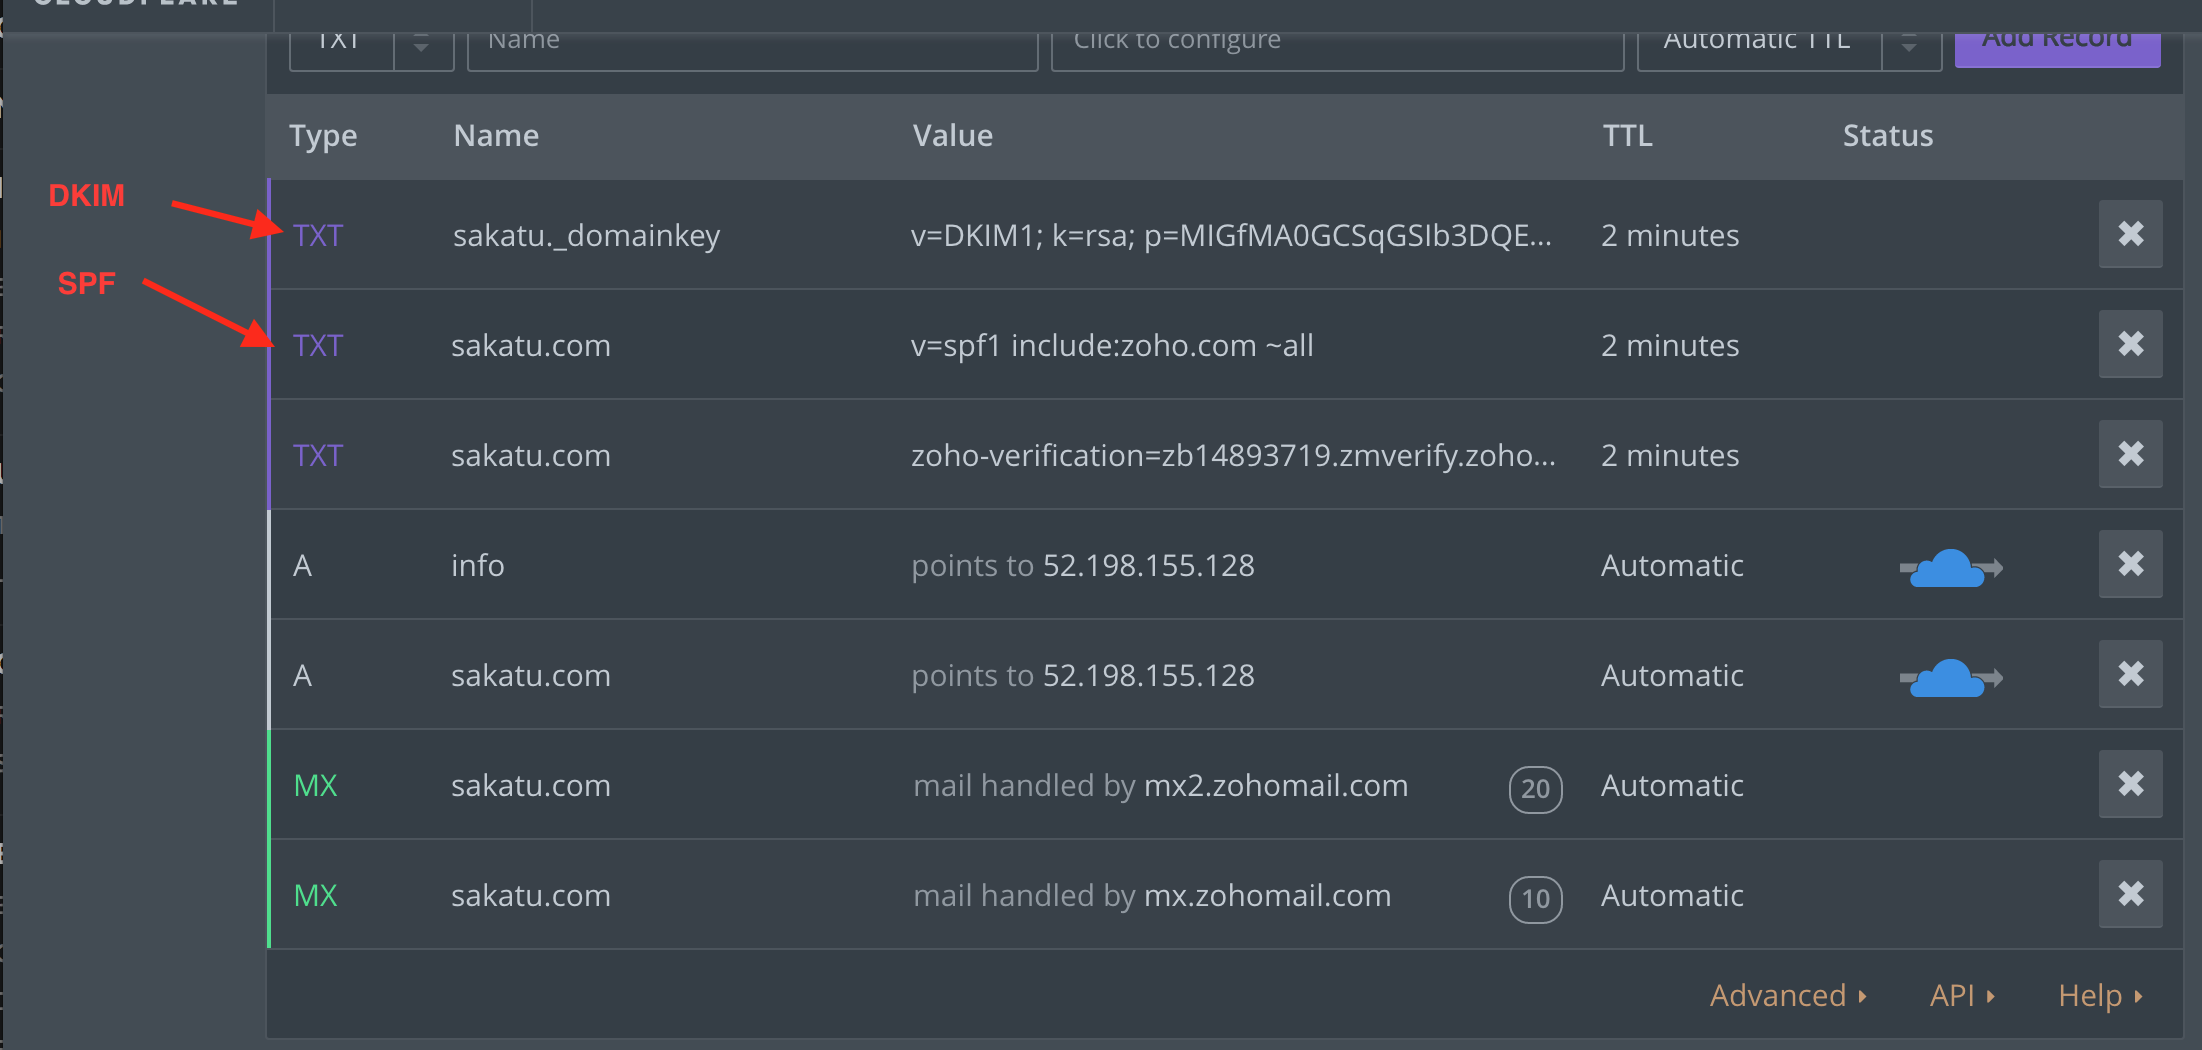 CLOUDFLARE
TXT Name Click to configure Automatic TTL Add Record
Type Name Value TTL Status
DKIM
TXT sakatu._domainkey v=DKIM1; k=rsa; p=MIGfMA0GCSqGSIb3DQE... 2 minutes
SPF
TXT sakatu.com v=spf1 include:zoho.com ~all 2 minutes
TXT sakatu.com zoho-verification=zb14893719.zmverify.zoho... 2 minutes
A info points to 52.198.155.128 Automatic
A sakatu.com points to 52.198.155.128 Automatic
MX sakatu.com mail handled by mx2.zohomail.com 20 Automatic
MX sakatu.com mail handled by mx.zohomail.com 10 Automatic
Advanced API Help